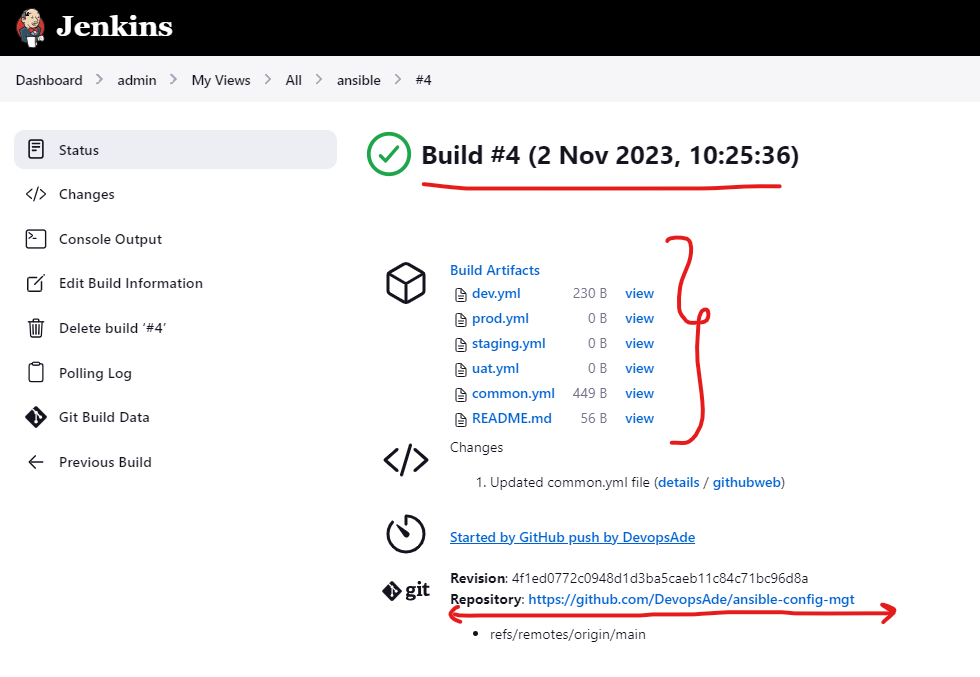 Jenkins
Dashboard > admin > My Views > All > ansible > #4
Status
Changes
Console Output
Edit Build Information
Delete build ‘#4’
Polling Log
Git Build Data
Previous Build
Build #4 (2 Nov 2023, 10:25:36)
Build Artifacts
dev.yml 230 B view
prod.yml 0 B view
staging.yml 0 B view
uat.yml 0 B view
common.yml 449 B view
README.md 56 B view
Changes
1. Updated common.yml file (details / githubweb)
Started by GitHub push by DevopsAde
git
Revision: 4f1ed0772c0948d1d3ba5caeb11c84c71bc96d8a
Repository: https://github.com/DevopsAde/ansible-config-mgt
• refs/remotes/origin/main